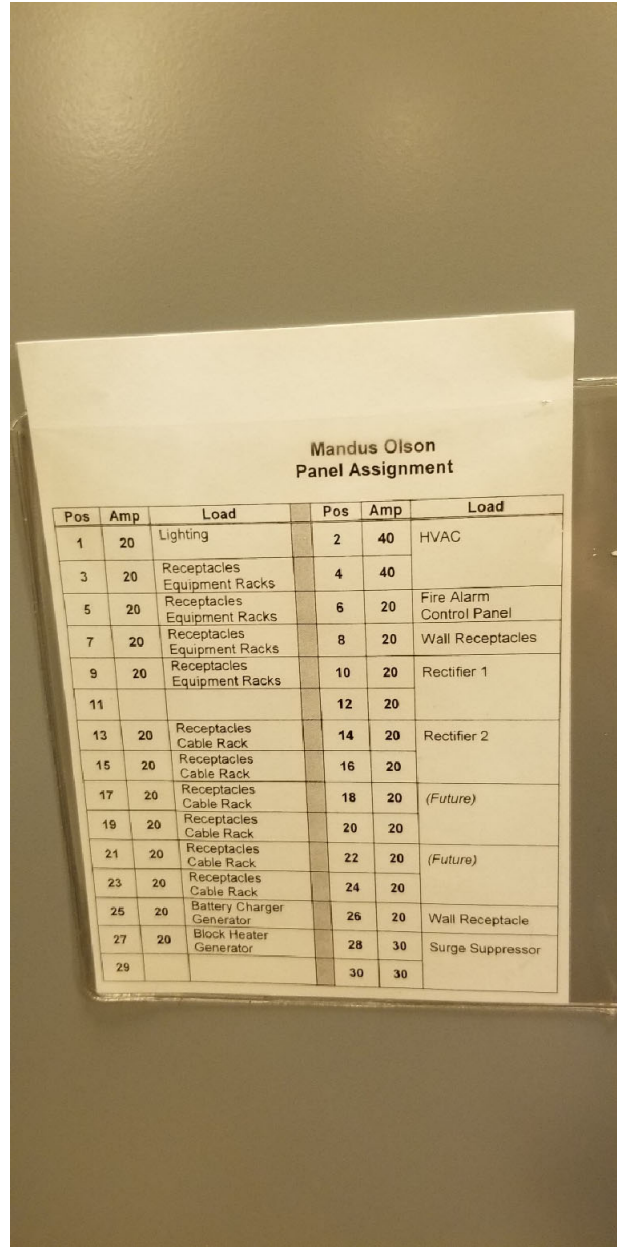 Mandus Olson
Panel Assignment
Pos Amp Load Pos Amp Load
1 20 Lighting 2 40 HVAC
3 20 Receptacles Equipment Racks 4 40
5 20 Receptacles Equipment Racks 6 20 Fire Alarm Control Panel
7 20 Receptacles Equipment Racks 8 20 Wall Receptacles
9 20 Receptacles Equipment Racks 10 20 Rectifier 1
11 12 20
13 20 Receptacles Cable Rack 14 20 Rectifier 2
15 20 Receptacles Cable Rack 16 20
17 20 Receptacles Cable Rack 18 20 (Future)
19 20 Receptacles Cable Rack 20 20
21 20 Receptacles Cable Rack 22 20 (Future)
23 20 Receptacles Cable Rack 24 20
25 20 Battery Charger Generator 26 20 Wall Receptacle
27 20 Block Heater Generator 28 30 Surge Suppressor
29 30 30